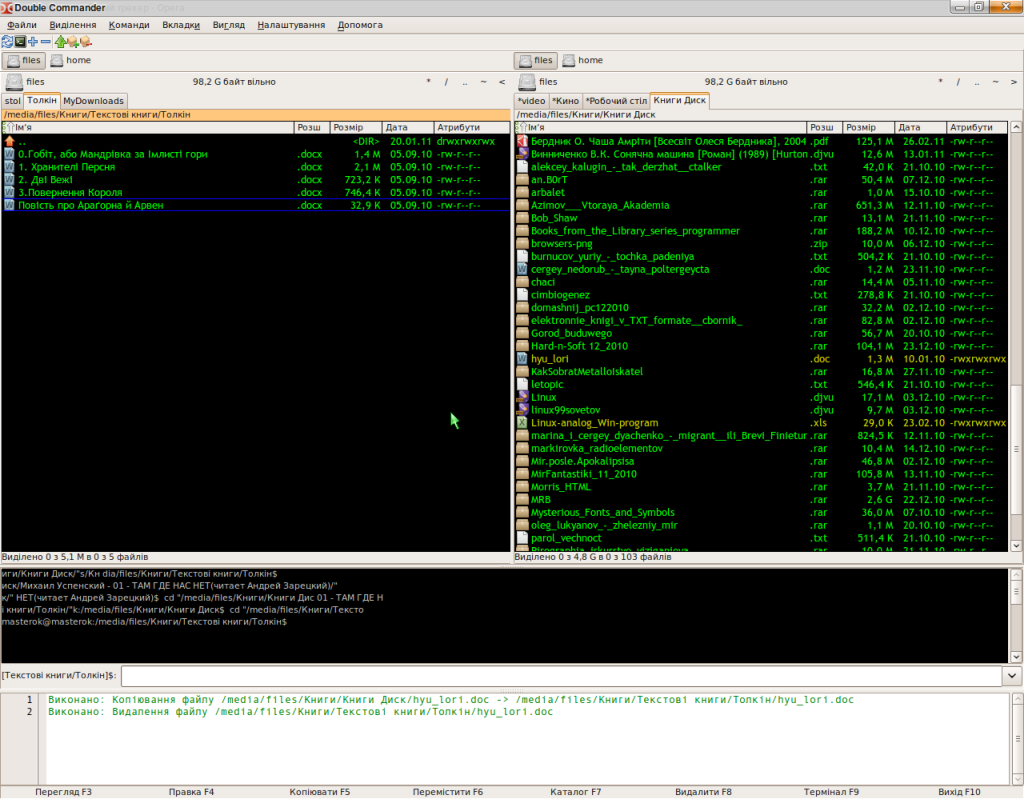 Double Commander
Файли Виділення Команди Вкладки Вигляд Налаштування Допомога
files home
files 98,2 G байт вільно * / .. ~ <
stol Толкін MyDownloads
/media/files/Книги/Текстові книги/Толкін
Ім'я Розш Розмір Дата Атрибути
.. <DIR> 20.01.11 drwxrwxrwx
0.Гобіт, або Мандрівка за Імлисті гори .docx 1,4 M 05.09.10 -rw-r--r--
1. Хранителі Персня .docx 2,1 M 05.09.10 -rw-r--r--
2. Дві Вежі .docx 723,2 K 05.09.10 -rw-r--r--
3.Повернення Короля .docx 746,4 K 05.09.10 -rw-r--r--
Повість про Араґорна й Арвен .docx 32,9 K 05.09.10 -rw-r--r--
Виділено 0 з 5,1 M в 0 з 5 файлів
files home
files 98,2 G байт вільно * / .. ~ >
*video *Кино *Робочий стіл Книги Диск
/media/files/Книги/Книги Диск
Ім'я Розш Розмір Дата Атрибути
Бердник О. Чаша Амріти [Всесвіт Олеся Бердника], 2004 .pdf 125,1 M 26.02.11 -rw-r--r--
Винниченко В.К. Сонячна машина [Роман] (1989) [Hurton .djvu 12,6 M 13.01.11 -rw-r--r--
alekcey_kalugin_-_tak_derzhat__ctalker .txt 42,0 K 21.10.10 -rw-r--r--
an.B0rT .rar 50,4 M 07.12.10 -rw-r--r--
arbalet .rar 1,0 M 15.10.10 -rw-r--r--
Azimov___Vtoraya_Akademia .rar 651,3 M 12.11.10 -rw-r--r--
Bob_Shaw .rar 13,1 M 21.11.10 -rw-r--r--
Books_from_the_Library_series_programmer .rar 188,2 M 10.12.10 -rw-r--r--
browsers-png .zip 10,0 M 06.12.10 -rw-r--r--
burnucov_yuriy_-_tochka_padeniya .txt 504,2 K 21.10.10 -rw-r--r--
cergey_nedorub_-_tayna_poltergeycta .doc 1,2 M 23.11.10 -rw-r--r--
chaci .rar 14,4 M 05.11.10 -rw-r--r--
cimbiogenez .txt 278,8 K 21.10.10 -rw-r--r--
domashnij_pc122010 .rar 32,2 M 02.12.10 -rw-r--r--
elektronnie_knigi_v_TXT_formate__cbornik_ .rar 82,8 M 02.12.10 -rw-r--r--
Gorod_buduwego .rar 56,7 M 20.10.10 -rw-r--r--
Hard-n-Soft 12_2010 .rar 104,1 M 23.12.10 -rw-r--r--
hyu_lori .doc 1,3 M 10.01.10 -rwxrwxrwx
KakSobratMetalloIskatel .rar 16,8 M 27.11.10 -rw-r--r--
letopic .txt 546,4 K 21.10.10 -rw-r--r--
Linux .djvu 17,1 M 03.12.10 -rw-r--r--
linux99sovetov .djvu 9,7 M 03.12.10 -rw-r--r--
Linux-analog_Win-program .xls 29,0 K 23.02.10 -rwxrwxrwx
marina_i_cergey_dyachenko_-_migrant__ili_Brevi_Finietur .rar 824,5 K 12.11.10 -rw-r--r--
markirovka_radioelementov .rar 10,4 M 14.12.10 -rw-r--r--
Mir.posle.Apokalipsisa .rar 46,8 M 02.12.10 -rw-r--r--
MirFantastiki_11_2010 .rar 105,8 M 13.11.10 -rw-r--r--
Morris_HTML .rar 3,7 M 21.11.10 -rw-r--r--
MRB .rar 2,6 G 22.12.10 -rw-r--r--
Mysterious_Fonts_and_Symbols .rar 36,0 M 07.10.10 -rw-r--r--
oleg_lukyanov_-_zhelezniy_mir .rar 1,1 M 20.10.10 -rw-r--r--
parol_vechnoct .txt 511,4 K 21.10.10 -rw-r--r--
Виділено 0 з 4,8 G в 0 з 103 файлів
иги/Книги Диск/"s/Кн dia/files/Книги/Текстові книги/Толкін$
иск/Михаил Успенский - 01 - ТАМ ГДЕ НАС НЕТ(читает Андрей Зарецкий)/"
к/" НЕТ(читает Андрей Зарецкий)$ cd "/media/files/Книги/Книги Дис 01 - ТАМ ГДЕ Н
і книги/Толкін/"k:/media/files/Книги/Книги Диск$ cd "/media/files/Книги/Тексто
masterok@masterok:/media/files/Книги/Текстові книги/Толкін$
[Текстові книги/Толкін]$:
1 Виконано: Копіювання файлу /media/files/Книги/Книги Диск/hyu_lori.doc -> /media/files/Книги/Текстові книги/Толкін/hyu_lori.doc
2 Виконано: Видалення файлу /media/files/Книги/Текстові книги/Толкін/hyu_lori.doc
Перегляд F3 Правка F4 Копіювати F5 Перемістити F6 Каталог F7 Видалити F8 Термінал F9 Вихід F10